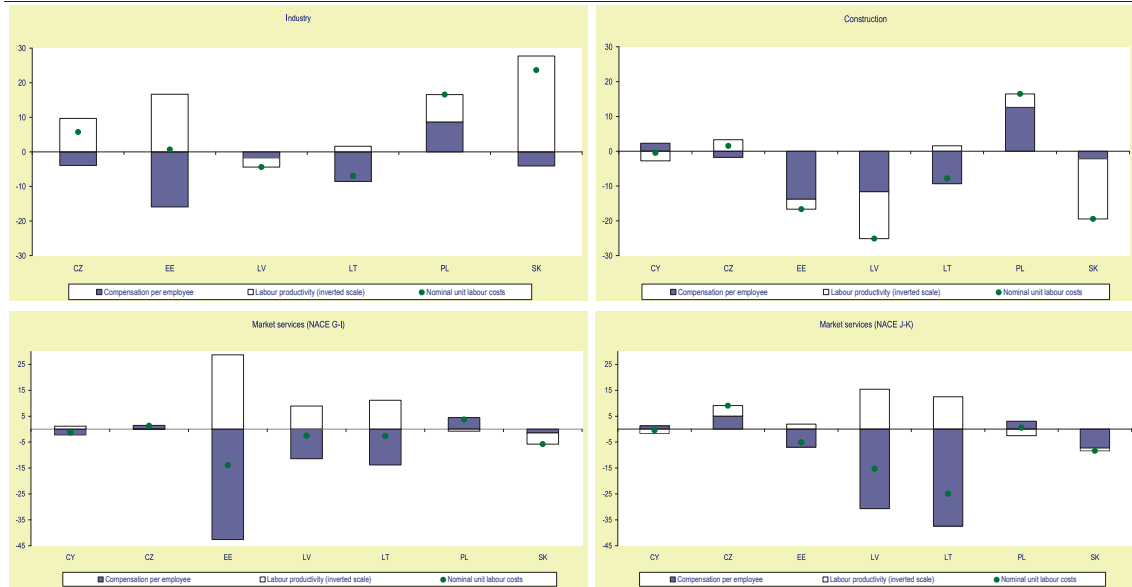 Industry
30
20
10
0
-10
-20
-30
CZ EE LV LT PL SK
Compensation per employee Labour productivity (inverted scale) Nominal unit labour costs
Construction
30
20
10
0
-10
-20
-30
CY CZ EE LV LT PL SK
Compensation per employee Labour productivity (inverted scale) Nominal unit labour costs
Market services (NACE G-I)
25
15
5
-5
-15
-25
-35
-45
CY CZ EE LV LT PL SK
Compensation per employee Labour productivity (inverted scale) Nominal unit labour costs
Market services (NACE J-K)
25
15
5
-5
-15
-25
-35
-45
CY CZ EE LV LT PL SK
Compensation per employee Labour productivity (inverted scale) Nominal unit labour costs